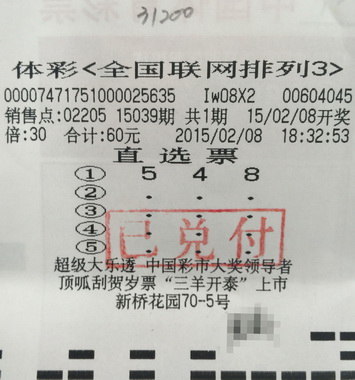 31200
体彩<全国联网排列3>
00007471751000025635 Iw08X2 00604045
销售点:02205 15039期 共1期 15/02/08开奖
倍:30 合计:60元 2015/02/08 18:32:53
直选票
① 5 4 8
② . . .
③ . . .
④ . . .
⑤ . . .
已兑付
超级大乐透 中国彩市大奖领导者
顶呱刮贺岁票“三羊开泰”上市
新桥花园70-5号